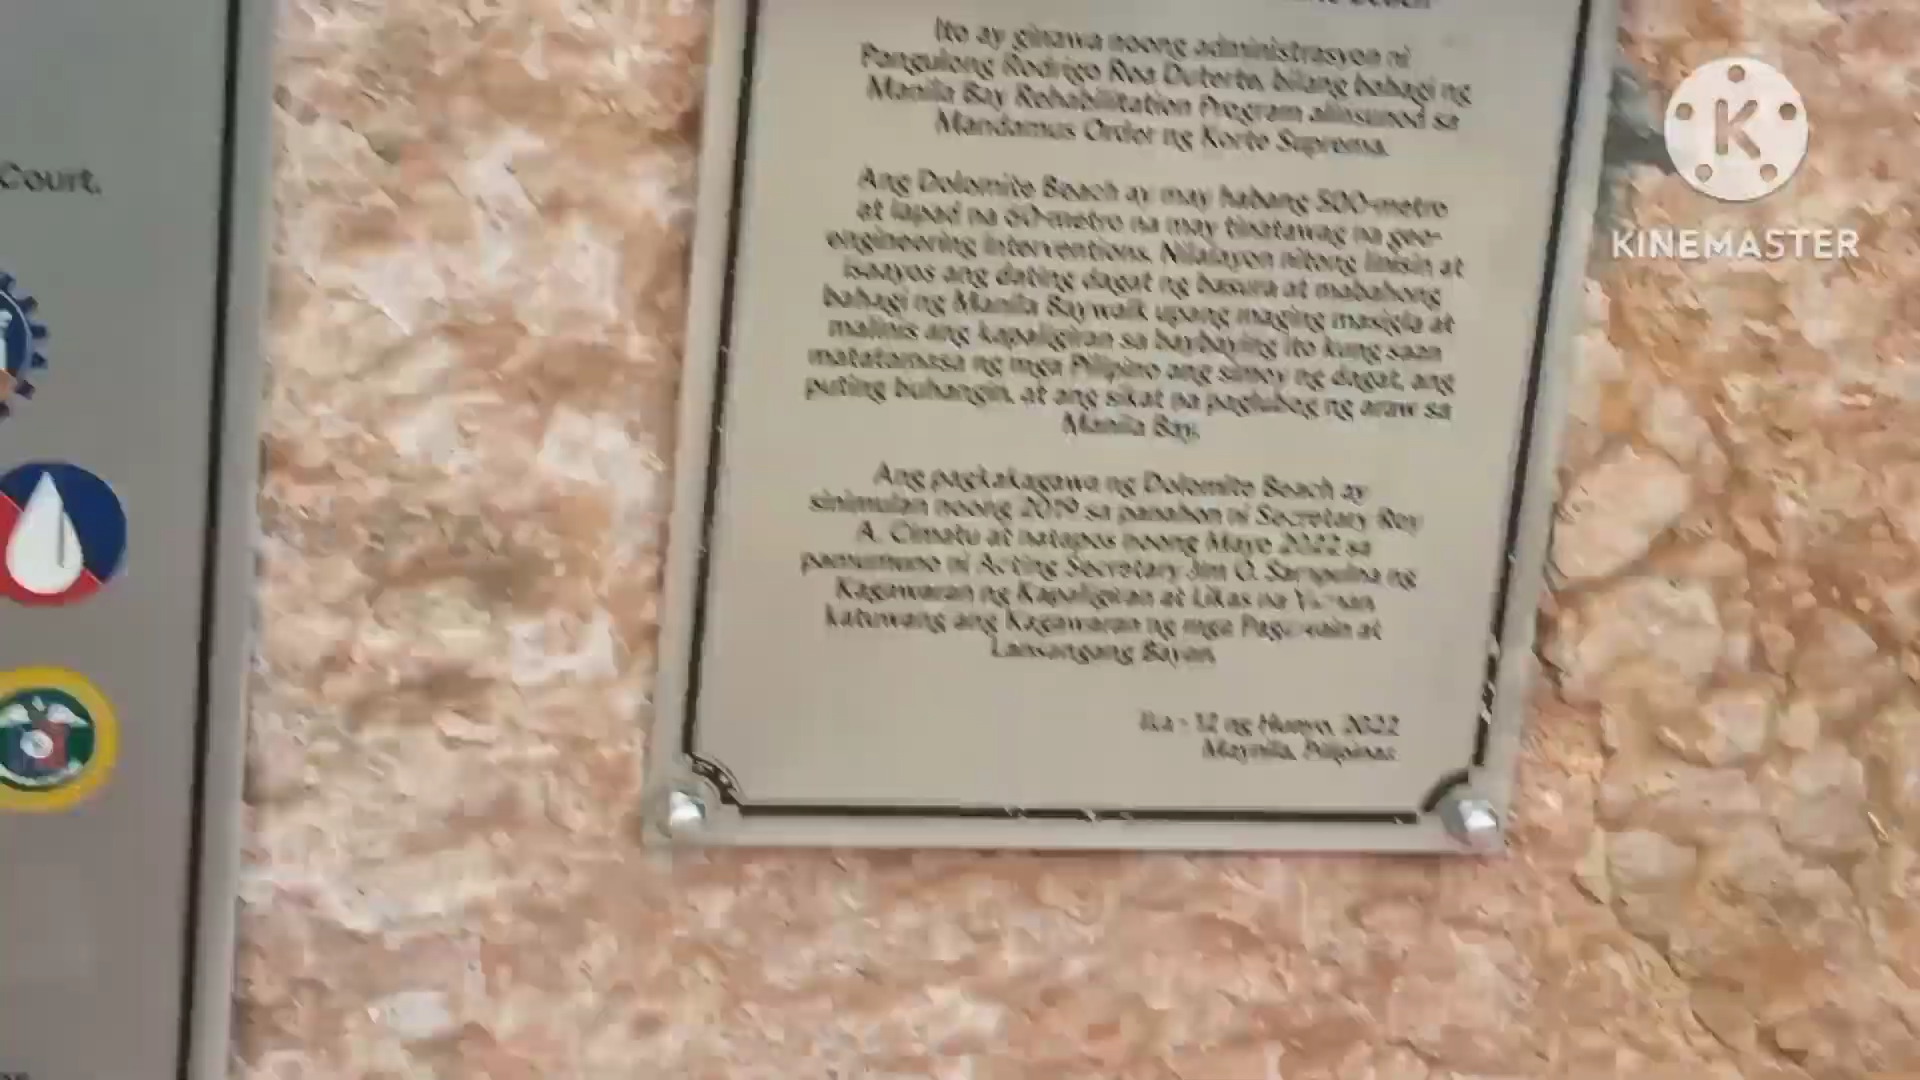 Court.
Ito ay ginawa noong administrasyon ni
Pangulong Rodrigo Roa Duterte, bilang bahagi ng
Manila Bay Rehabilitation Program alinsunod sa
Mandamus Order ng Korte Suprema.
Ang Dolomite Beach ay may habang 500-metro
at lapad na 60-metro na may tinatawag na geo-
engineering interventions. Nilalayon nitong linisin at
isaayos ang dating dagat ng basura at mabahong
bahagi ng Manila Baywalk upang maging masigla at
malinis ang kapaligiran sa baybaying ito kung saan
matatamasa ng mga Pilipino ang simoy ng dagat, ang
puting buhangin, at ang sikat na paglubog ng araw sa
Manila Bay.
Ang pagkakagawa ng Dolomite Beach ay
sinimulan noong 2019 sa panahon ni Secretary Roy
A. Cimatu at natapos noong Mayo 2022 sa
pamumuno ni Acting Secretary Jim O. Sampulna ng
Kagawaran ng Kapaligiran at Likas na Yaman
katuwang ang Kagawaran ng mga Pagawain at
Lansangang Bayan.
Ika - 12 ng Hunyo, 2022
Maynila, Pilipinas
K
KINEMASTER